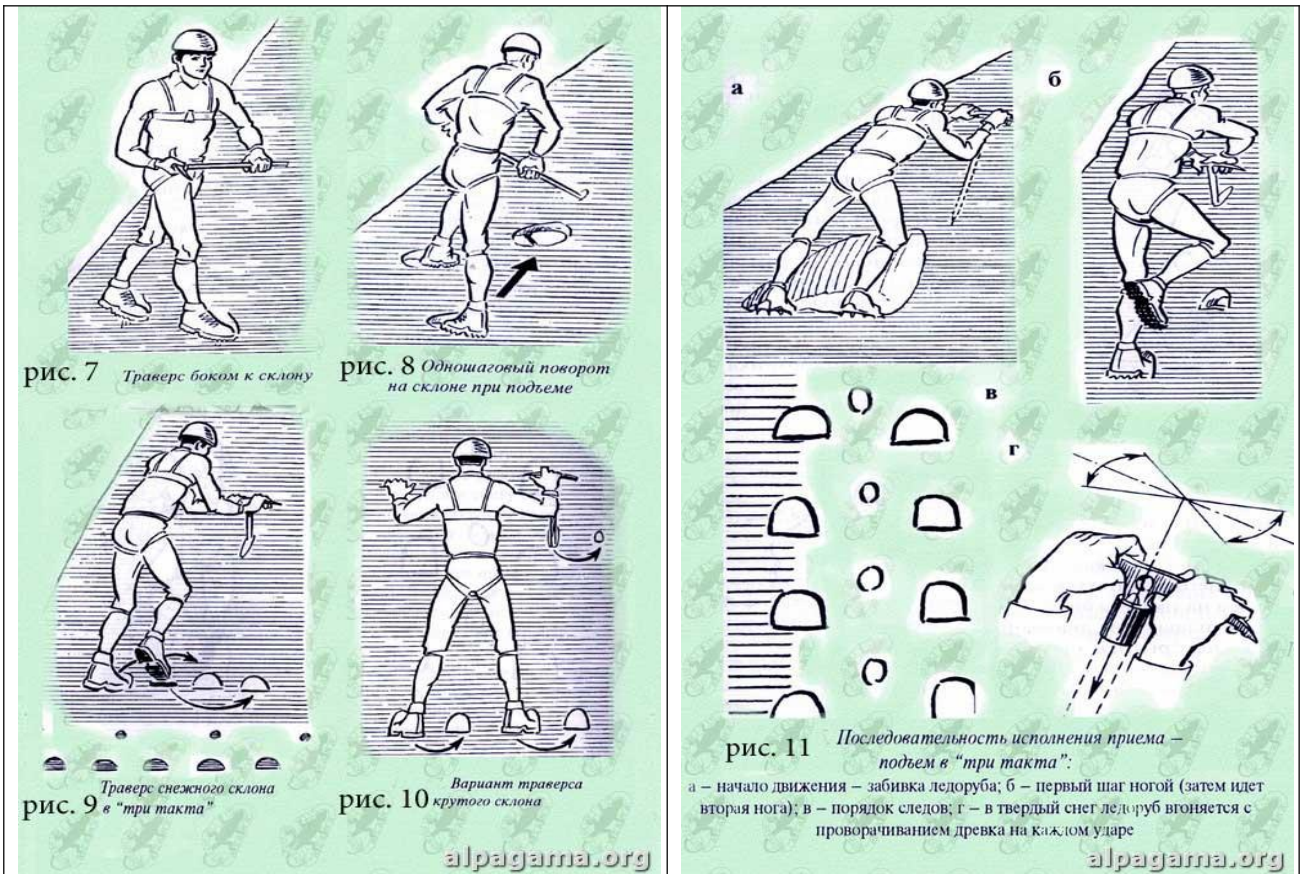 рис. 7 Траверс боком к склону
рис. 8 Одношаговый поворот
на склоне при подъеме
рис. 9 Траверс снежного склона
в "три такта"
рис. 10 Вариант траверса
крутого склона
alpagama.org
а
б
в
г
рис. 11 Последовательность исполнения приема –
подъем в "три такта":
а – начало движения – забивка ледоруба; б – первый шаг ногой (затем идет
вторая нога); в – порядок следов; г – в твердый снег ледоруб вгоняется с
проворачиванием древка на каждом ударе
alpagama.org